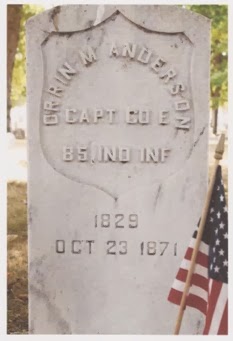 ORRIN M ANDERSON
CAPT CO E
85, IND INF
1829
OCT 23 1871